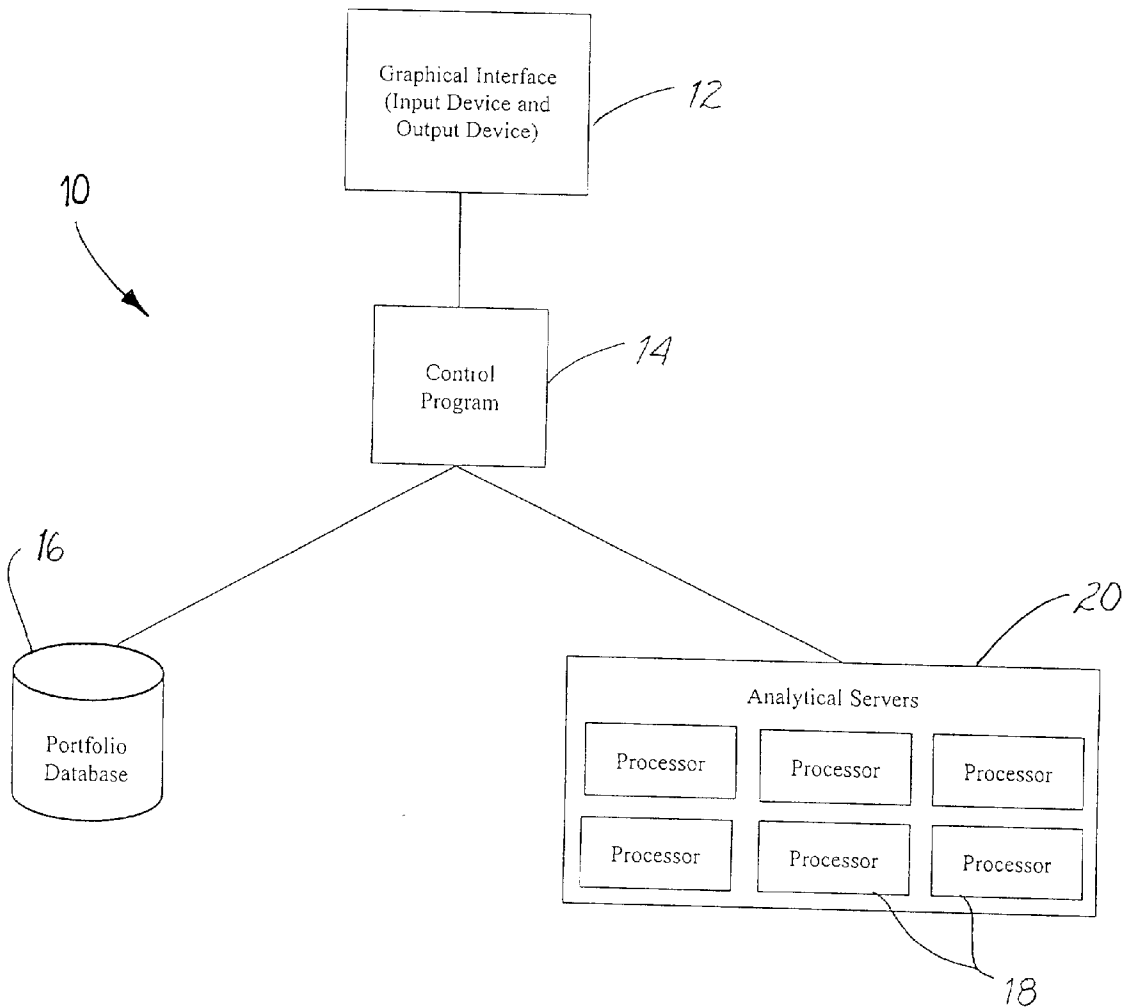 Graphical Interface
(Input Device and
Output Device)
12
10
Control
Program
14
16
Portfolio
Database
20
Analytical Servers
Processor
Processor
Processor
Processor
Processor
Processor
18